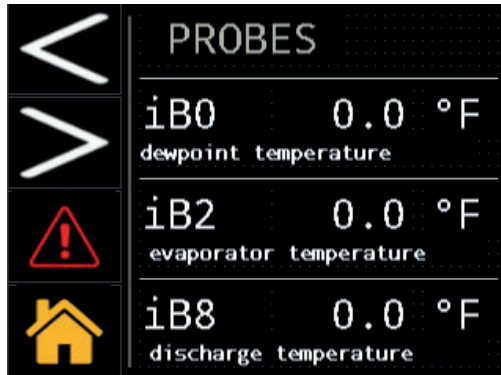 PROBES
iB0 0.0 °F
dewpoint temperature
iB2 0.0 °F
evaporator temperature
iB8 0.0 °F
discharge temperature